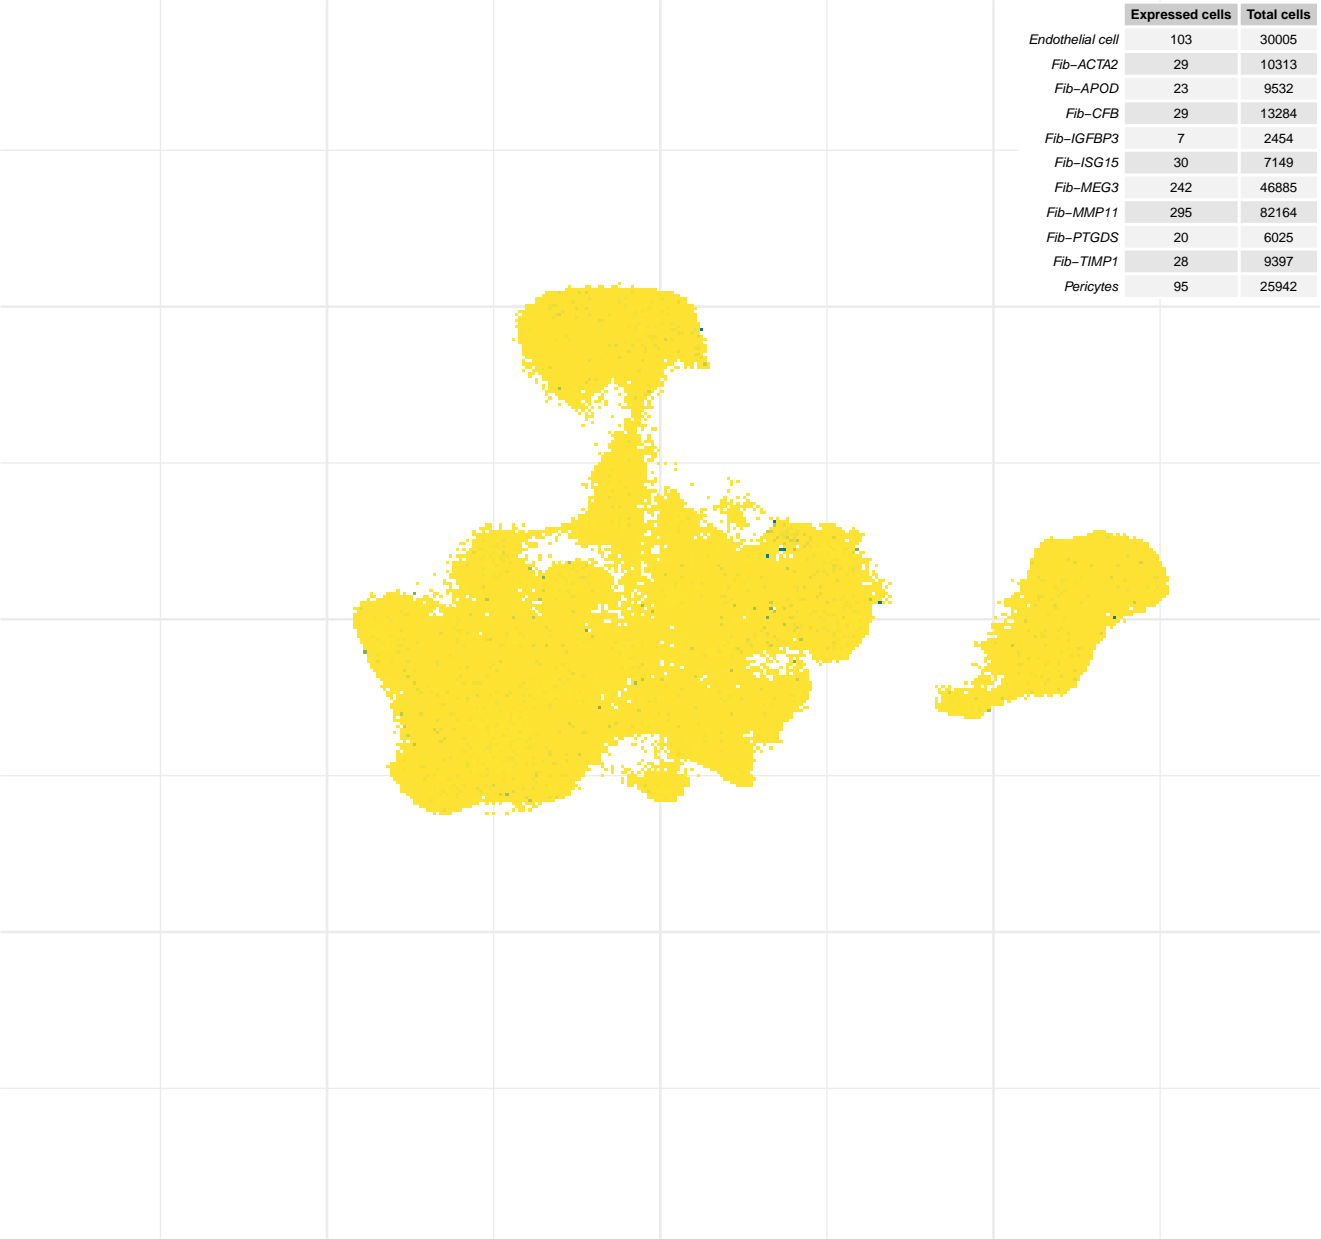 Expressed cells Total cells
Endothelial cell 103 30005
Fib−ACTA2 29 10313
Fib−APOD 23 9532
Fib−CFB 29 13284
Fib−IGFBP3 7 2454
Fib−ISG15 30 7149
Fib−MEG3 242 46885
Fib−MMP11 295 82164
Fib−PTGDS 20 6025
Fib−TIMP1 28 9397
Pericytes 95 25942